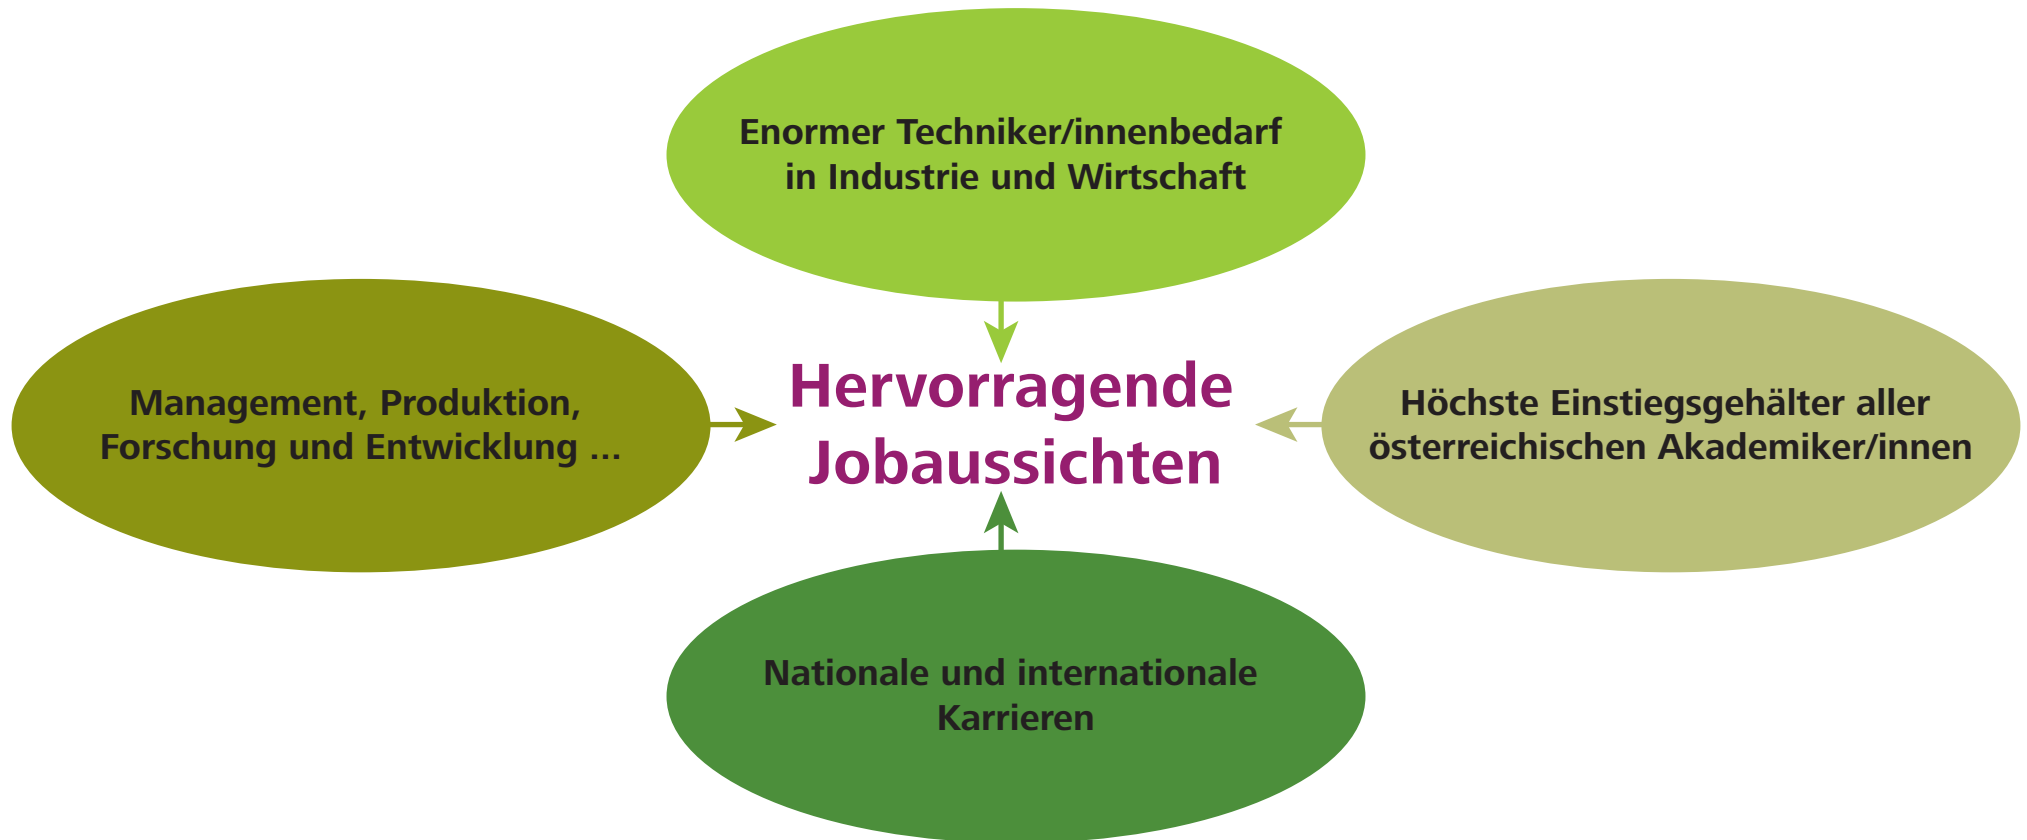 Enormer Techniker/innenbedarf
in Industrie und Wirtschaft
Management, Produktion,
Forschung und Entwicklung ...
Hervorragende
Jobaussichten
Höchste Einstiegsgehälter aller
österreichischen Akademiker/innen
Nationale und internationale
Karrieren